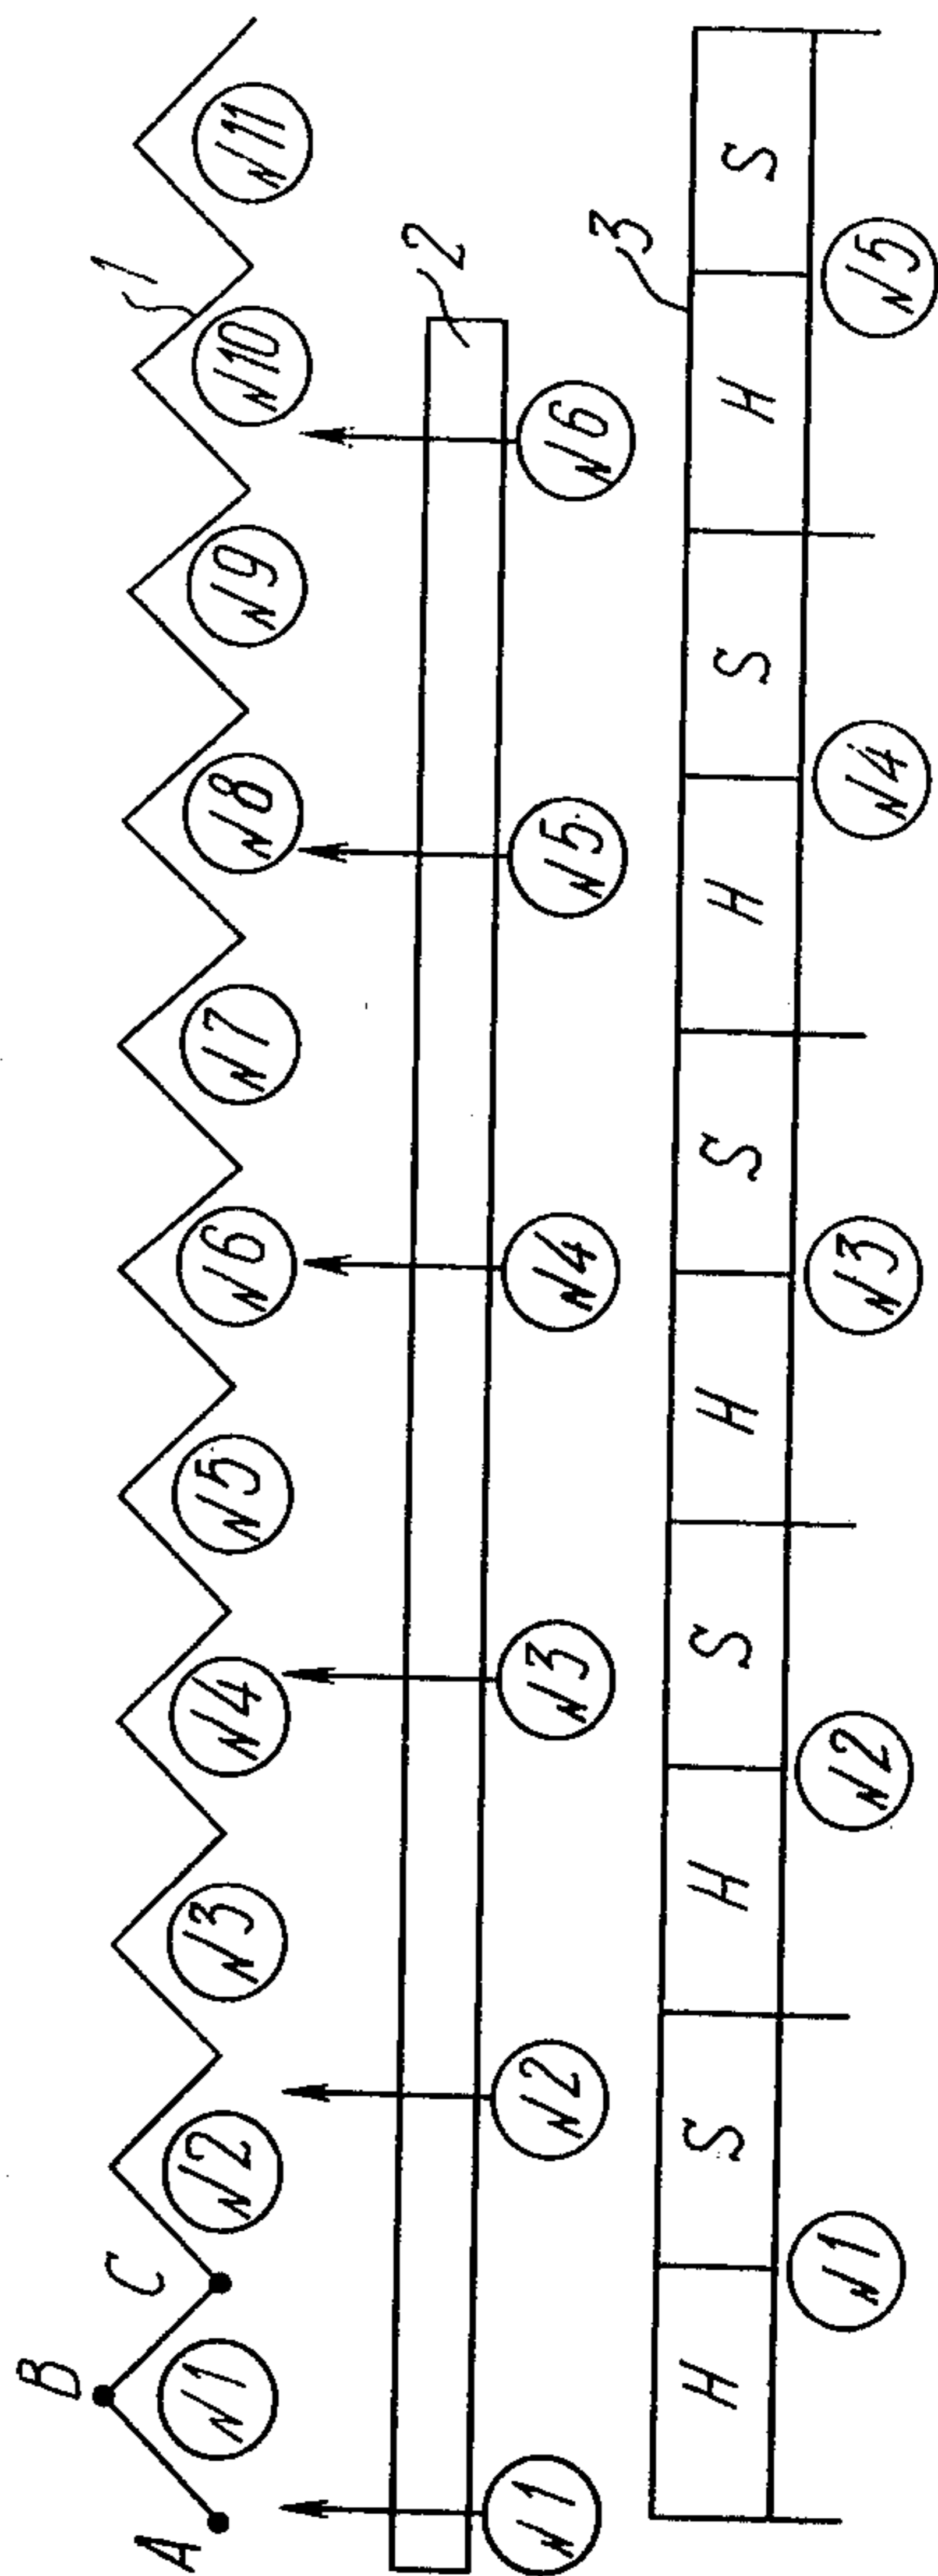 B
A C 1
N1 N2 N3 N4 N5 N6 N7 N8 N9 N10 N11
2
N1 N2 N3 N4 N5 N6
3
H S H S H S H S H S
N1 N2 N3 N4 N5